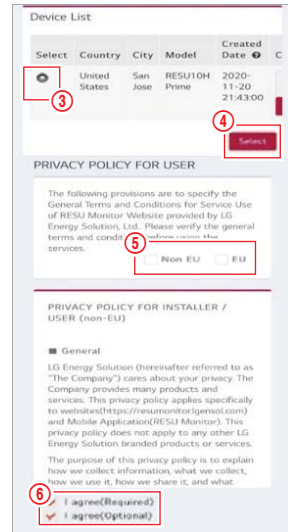 Device List
Select Country City Model Created Date C
③ United States San Jose RESU10H Prime 2020-11-20 21:43:00
④
Select
PRIVACY POLICY FOR USER
The following provisions are to specify the
General Terms and Conditions for Service Use
of RESU Monitor Website provided by LG
Energy Solution, Ltd.. Please verify the general
terms and conditions before using the
services.
⑤
Non EU EU
PRIVACY POLICY FOR INSTALLER /
USER (non-EU)
■ General
LG Energy Solution (hereinafter referred to as
"The Company") cares about your privacy. The
Company provides many products and
services. This privacy policy applies specifically
to websites(https://resumonitor.lgensol.com)
and Mobile Application(RESU Monitor). This
privacy policy does not apply to any other LG
Energy Solution branded products or services.
The purpose of this privacy policy is to explain
how we collect information, what we collect,
how we use it, how we share it, and what
⑥
I agree(Required)
I agree(Optional)